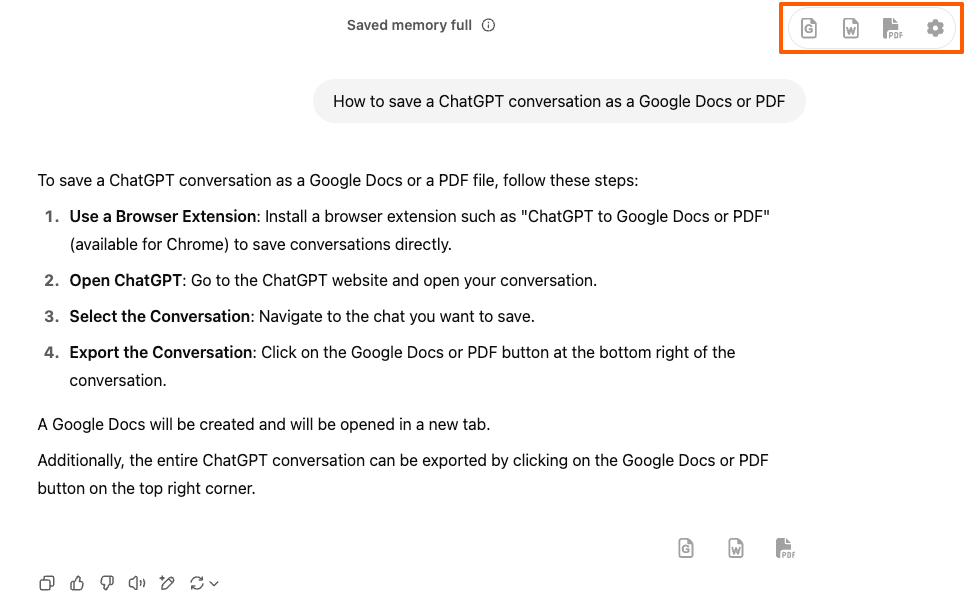 Saved memory full
G W PDF
How to save a ChatGPT conversation as a Google Docs or PDF
To save a ChatGPT conversation as a Google Docs or a PDF file, follow these steps:
1. Use a Browser Extension: Install a browser extension such as "ChatGPT to Google Docs or PDF"
(available for Chrome) to save conversations directly.
2. Open ChatGPT: Go to the ChatGPT website and open your conversation.
3. Select the Conversation: Navigate to the chat you want to save.
4. Export the Conversation: Click on the Google Docs or PDF button at the bottom right of the
conversation.
A Google Docs will be created and will be opened in a new tab.
Additionally, the entire ChatGPT conversation can be exported by clicking on the Google Docs or PDF
button on the top right corner.
G W PDF